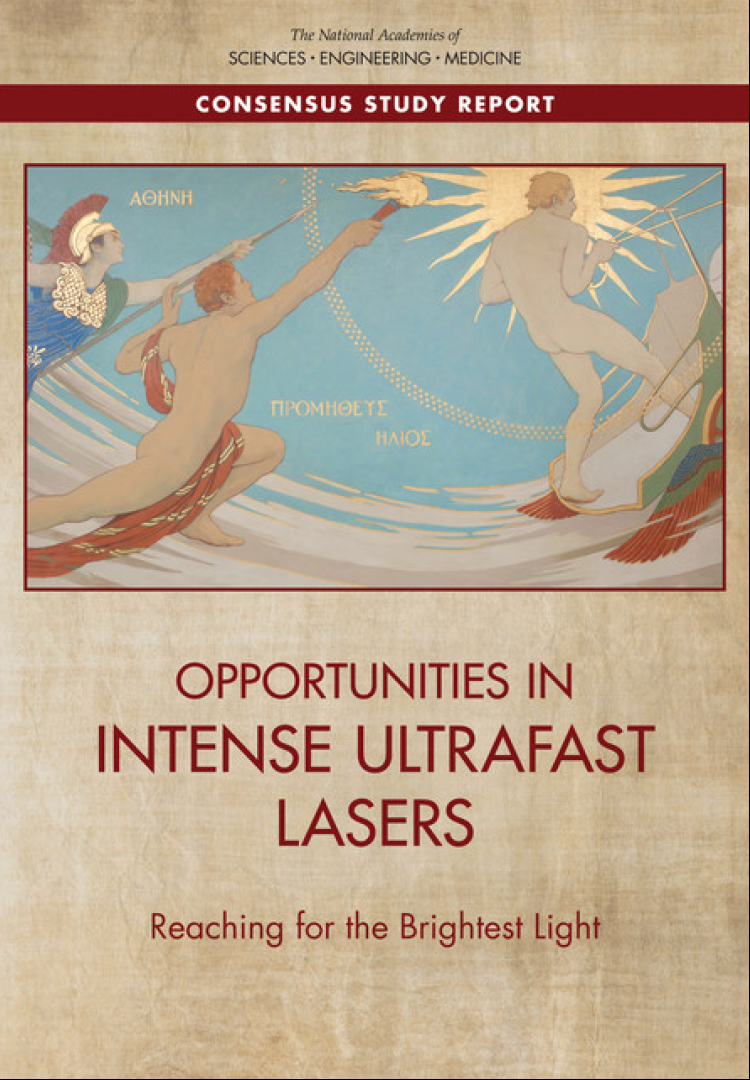 The National Academies of
SCIENCES · ENGINEERING · MEDICINE
CONSENSUS STUDY REPORT
ΑΘΗΝΗ
ΠΡΟΜΗΘΕΥΣ
ΗΛΙΟΣ
OPPORTUNITIES IN
INTENSE ULTRAFAST
LASERS
Reaching for the Brightest Light